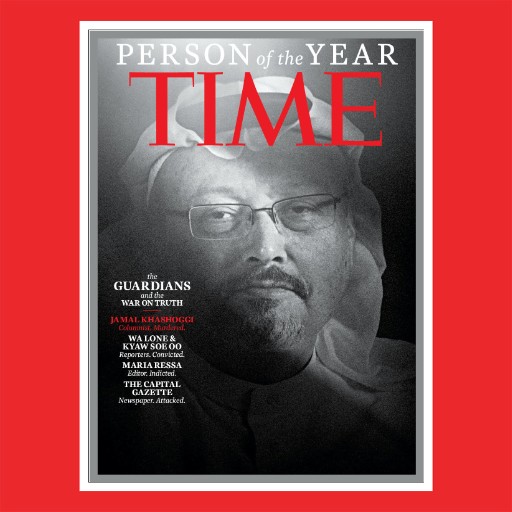 PERSON of the YEAR
TIME
the
GUARDIANS
and the
WAR ON TRUTH
JAMAL KHASHOGGI
Columnist. Murdered.
WA LONE &
KYAW SOE OO
Reporters. Convicted.
MARIA RESSA
Editor. Indicted.
THE CAPITAL
GAZETTE
Newspaper. Attacked.